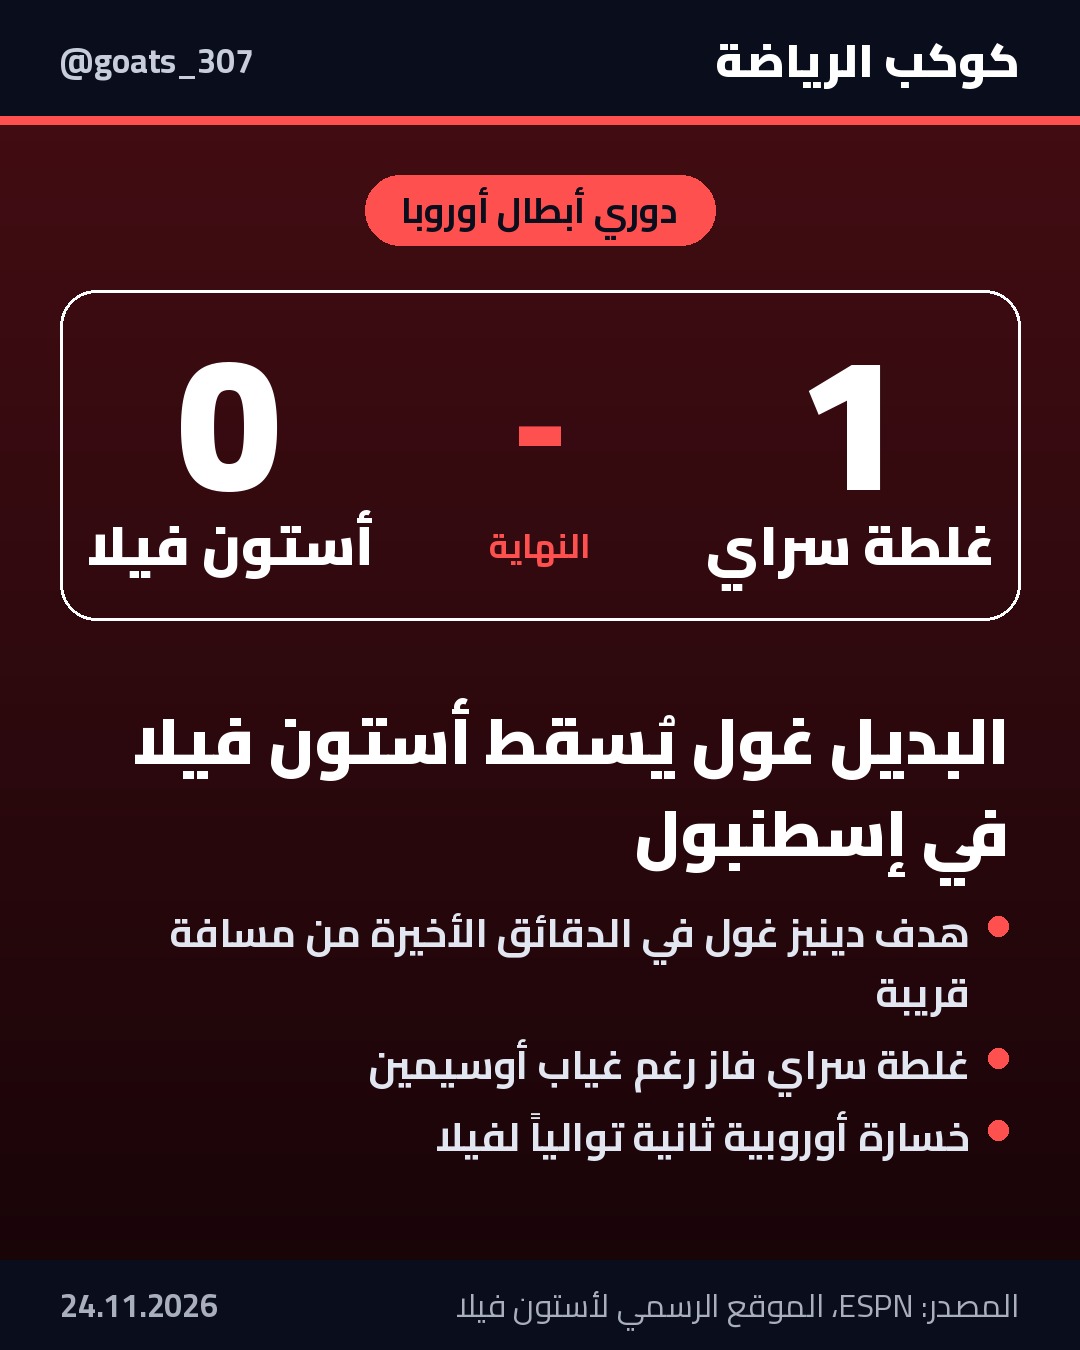 كوكب الرياضة
@goats_307
دوري أبطال أوروبا
1 - 0
غلطة سراي النهاية أستون فيلا
البديل غول يُسقط أستون فيلا
في إسطنبول
هدف دينيز غول في الدقائق الأخيرة من مسافة
قريبة
غلطة سراي فاز رغم غياب أوسيمين
خسارة أوروبية ثانية توالياً لفيلا
المصدر: ESPN، الموقع الرسمي لأستون فيلا
24.11.2026